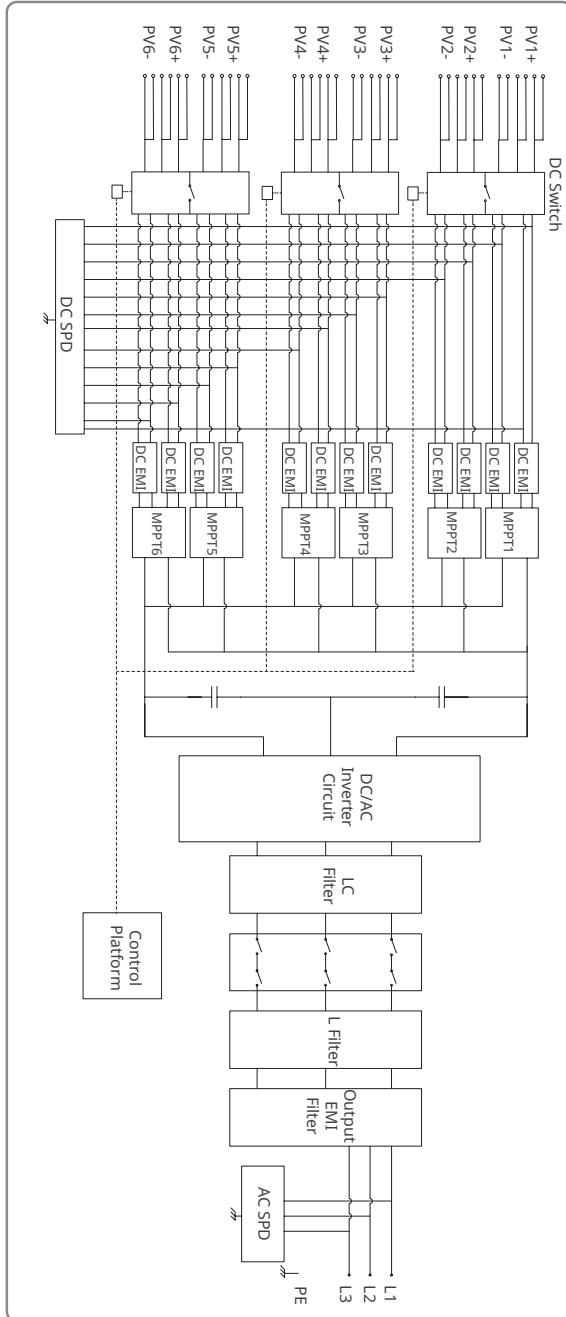 PV1+
PV1-
PV2+
PV2-
PV3+
PV3-
PV4+
PV4-
PV5+
PV5-
PV6+
PV6-
DC Switch
DC SPD
DC EMI
DC EMI
DC EMI
DC EMI
DC EMI
DC EMI
DC EMI
DC EMI
DC EMI
DC EMI
DC EMI
DC EMI
MPPT1
MPPT2
MPPT3
MPPT4
MPPT5
MPPT6
DC/AC
Inverter
Circuit
LC
Filter
Control
Platform
L Filter
Output
EMI
Filter
AC SPD
L1
L2
L3
PE